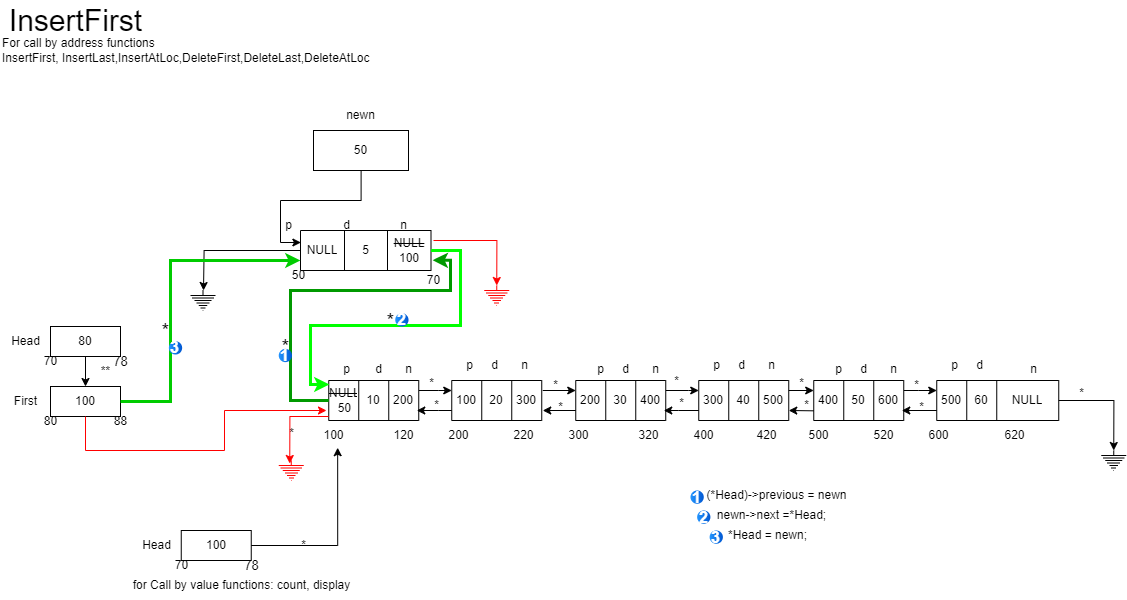 InsertFirst
For call by address functions
InsertFirst, InsertLast,InsertAtLoc,DeleteFirst,DeleteLast,DeleteAtLoc
newn
50
p d n
NULL 5 NULL
100
50 70
* 2
Head 80
70 78
**
* 3
* 1
First 100
80 88
p d n p d n p d n p d n p d n p d n
NULL
50 10 200 * * 100 20 300 * * 200 30 400 * * 300 40 500 * * 400 50 600 * * 500 60 NULL *
*
100 120 200 220 300 320 400 420 500 520 600 620
1 (*Head)->previous = newn
2 newn->next =*Head;
3 *Head = newn;
Head 100 *
70 78
for Call by value functions: count, display